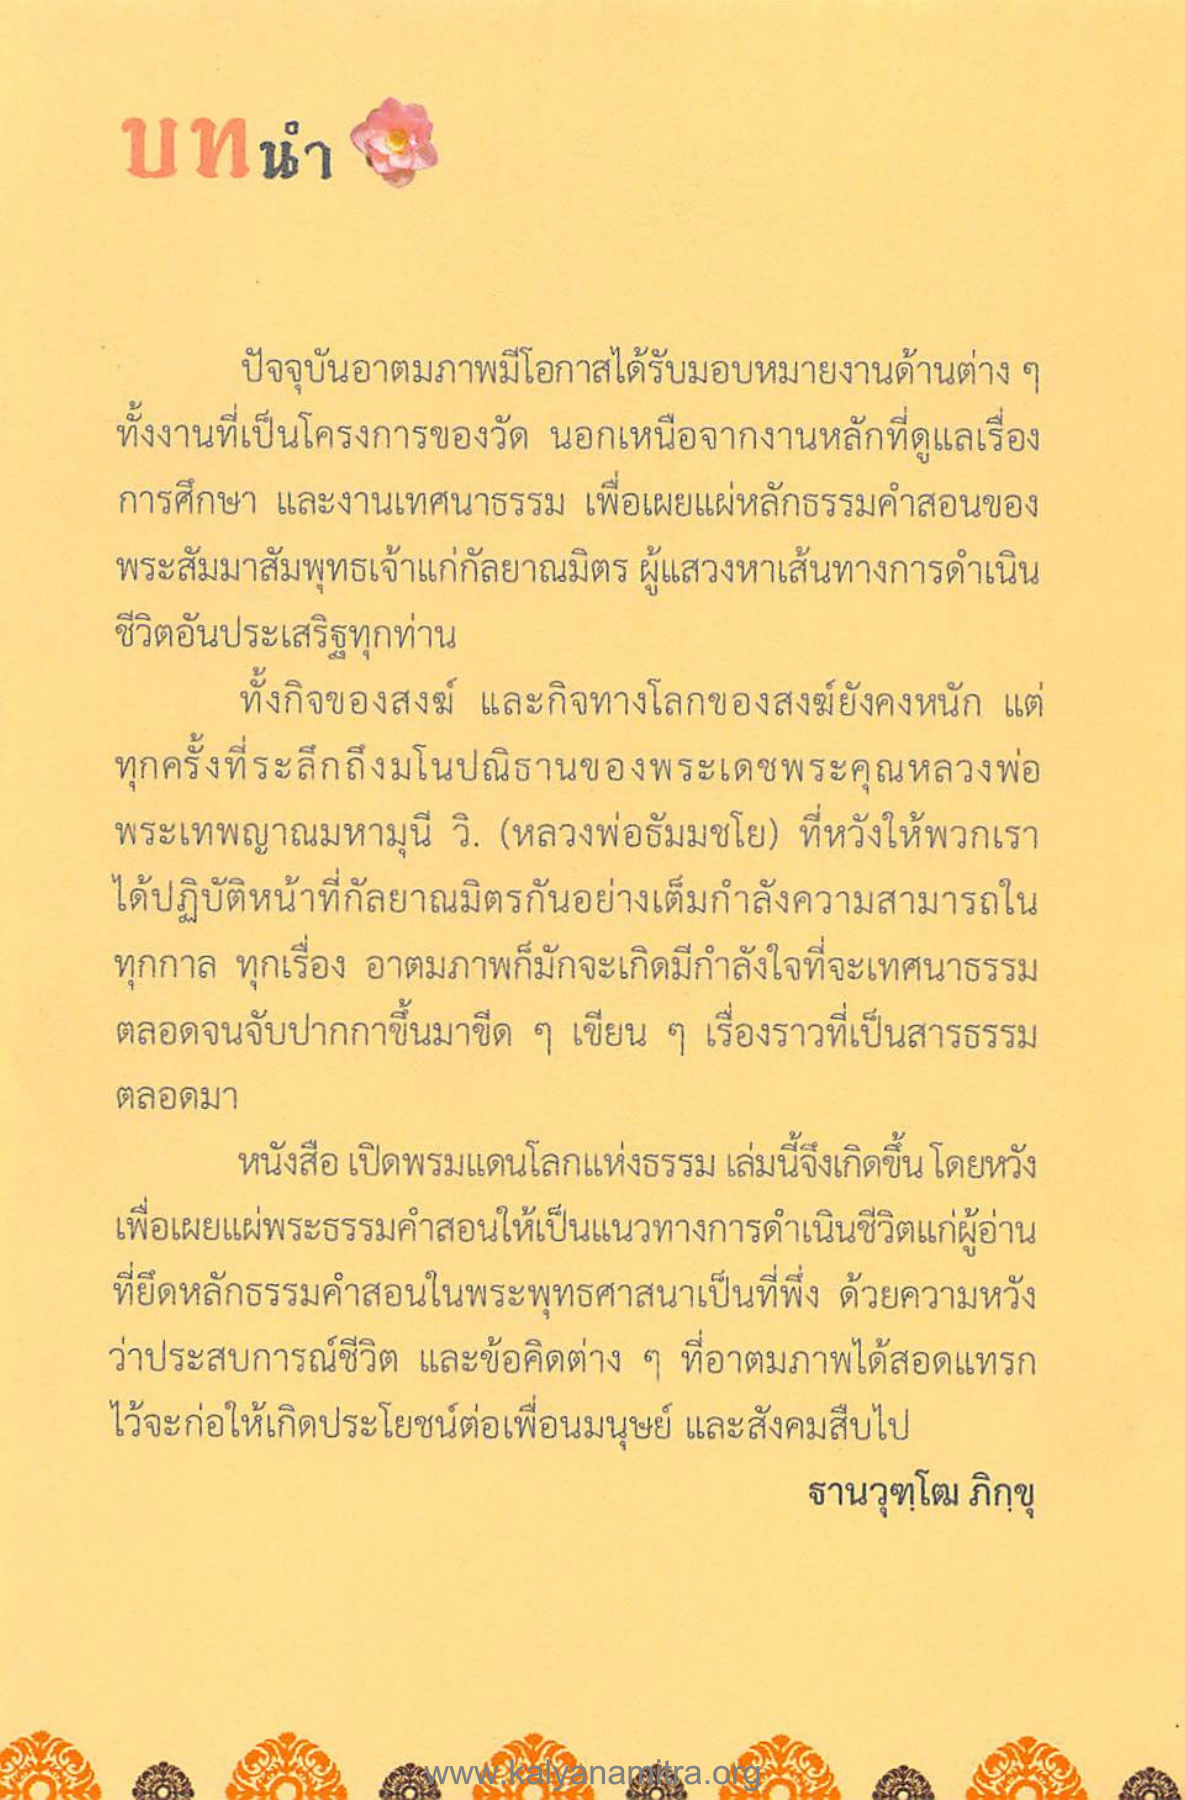 บทนำ
ปัจจุบันอาตมภาพมีโอกาสได้รับมอบหมายงานด้านต่าง ๆ
ทั้งงานที่เป็นโครงการของวัด นอกเหนือจากงานหลักที่ดูแลเรื่อง
การศึกษา และงานเทศนาธรรม เพื่อเผยแผ่หลักธรรมคำสอนของ
พระสัมมาสัมพุทธเจ้าแก่กัลยาณมิตร ผู้แสวงหาเส้นทางการดำเนิน
ชีวิตอันประเสริฐทุกท่าน
ทั้งกิจของสงฆ์ และกิจทางโลกของสงฆ์ยังคงหนัก แต่
ทุกครั้งที่ระลึกถึงมโนปณิธานของพระเดชพระคุณหลวงพ่อ
พระเทพญาณมหามุนี วิ. (หลวงพ่อธัมมชโย) ที่หวังให้พวกเรา
ได้ปฏิบัติหน้าที่กัลยาณมิตรกันอย่างเต็มกำลังความสามารถใน
ทุกกาล ทุกเรื่อง อาตมภาพก็มักจะเกิดมีกำลังใจที่จะเทศนาธรรม
ตลอดจนจับปากกาขึ้นมาขีด ๆ เขียน ๆ เรื่องราวที่เป็นสารธรรม
ตลอดมา
หนังสือ เปิดพรมแดนโลกแห่งธรรม เล่มนี้จึงเกิดขึ้น โดยหวัง
เพื่อเผยแผ่พระธรรมคำสอนให้เป็นแนวทางการดำเนินชีวิตแก่ผู้อ่าน
ที่ยึดหลักธรรมคำสอนในพระพุทธศาสนาเป็นที่พึ่ง ด้วยความหวัง
ว่าประสบการณ์ชีวิต และข้อคิดต่าง ๆ ที่อาตมภาพได้สอดแทรก
ไว้จะก่อให้เกิดประโยชน์ต่อเพื่อนมนุษย์ และสังคมสืบไป
ฐานวุฑฺโฒ ภิกฺขุ
www.kalyanamitra.org